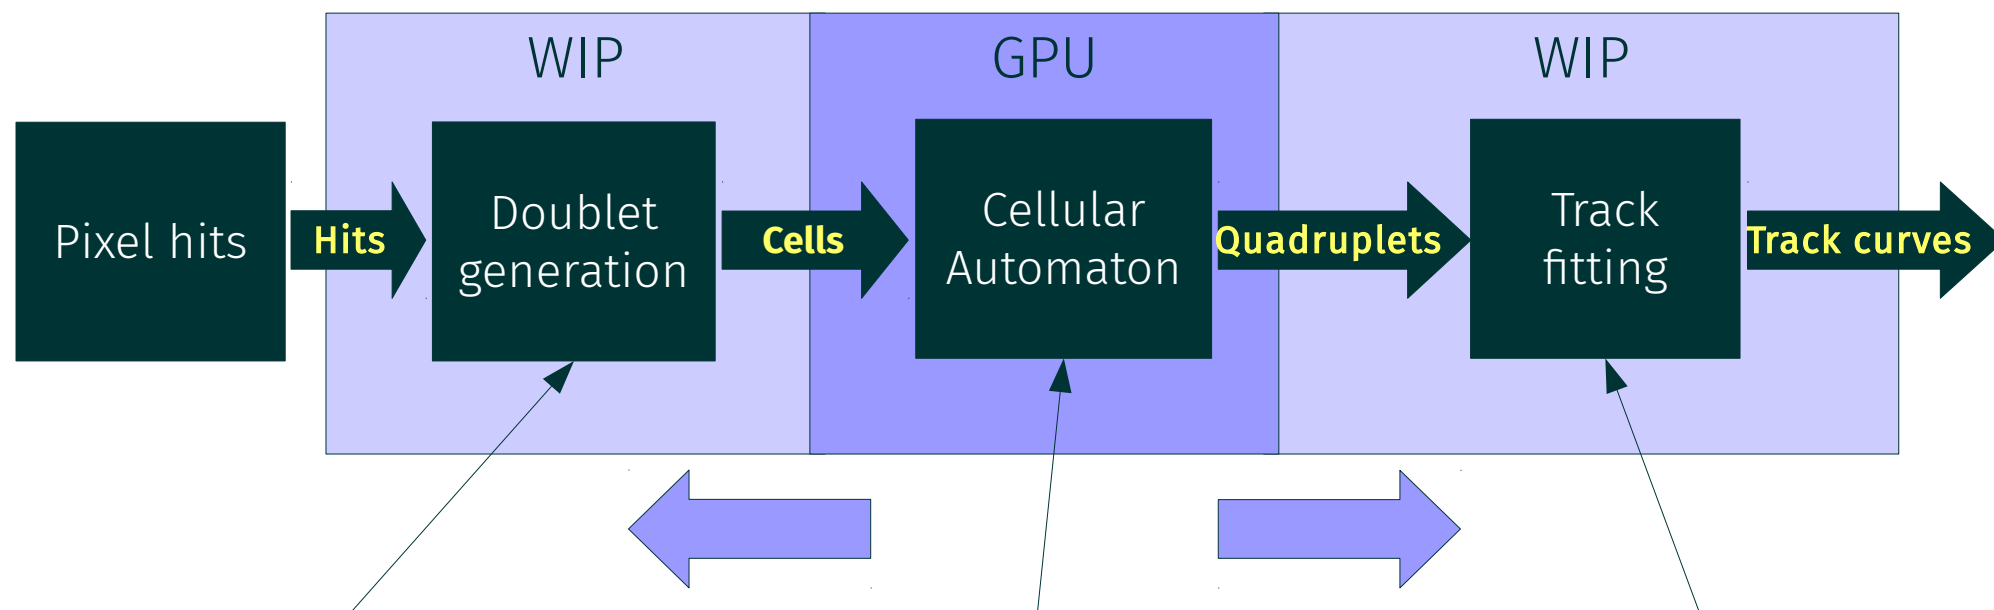 WIP
GPU
WIP
Pixel hits
Hits
Doublet
generation
Cells
Cellular
Automaton
Quadruplets
Track
fitting
Track curves